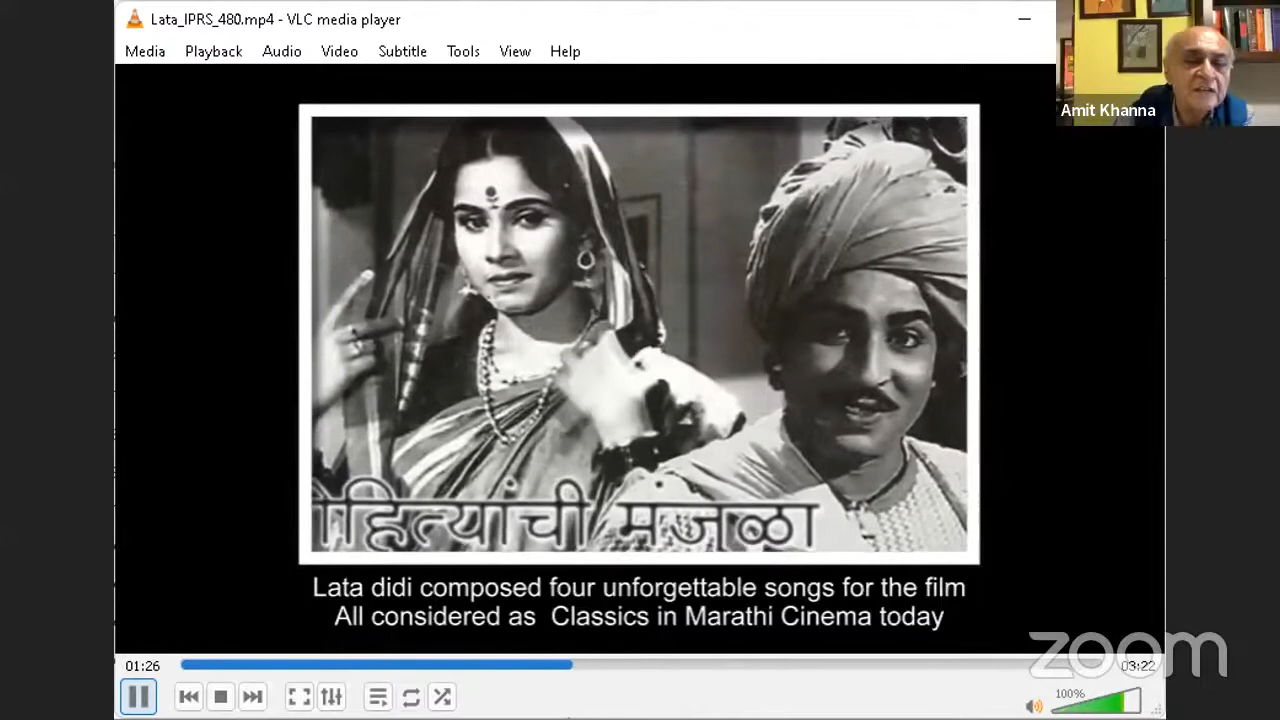 Lata_IPRS_480.mp4 - VLC media player
Media Playback Audio Video Subtitle Tools View Help
Amit Khanna
हित्यांची मंजुळा
Lata didi composed four unforgettable songs for the film
All considered as Classics in Marathi Cinema today
01:26
03:22
zoom
100%